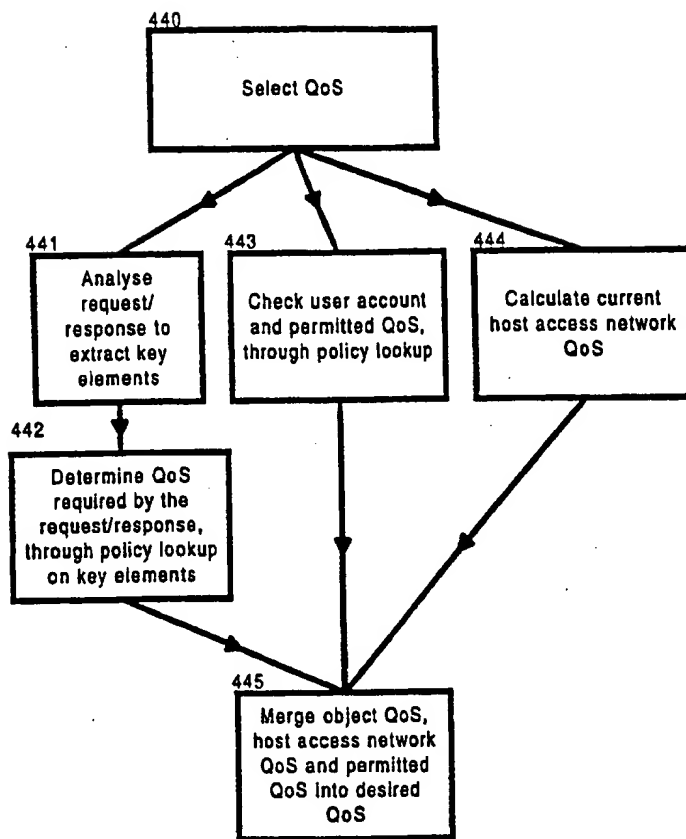 440
Select QoS
441
Analyse
request/
response to
extract key
elements
443
Check user account
and permitted QoS,
through policy lookup
444
Calculate current
host access network
QoS
442
Determine QoS
required by the
request/response,
through policy lookup
on key elements
445
Merge object QoS,
host access network
QoS and permitted
QoS into desired
QoS